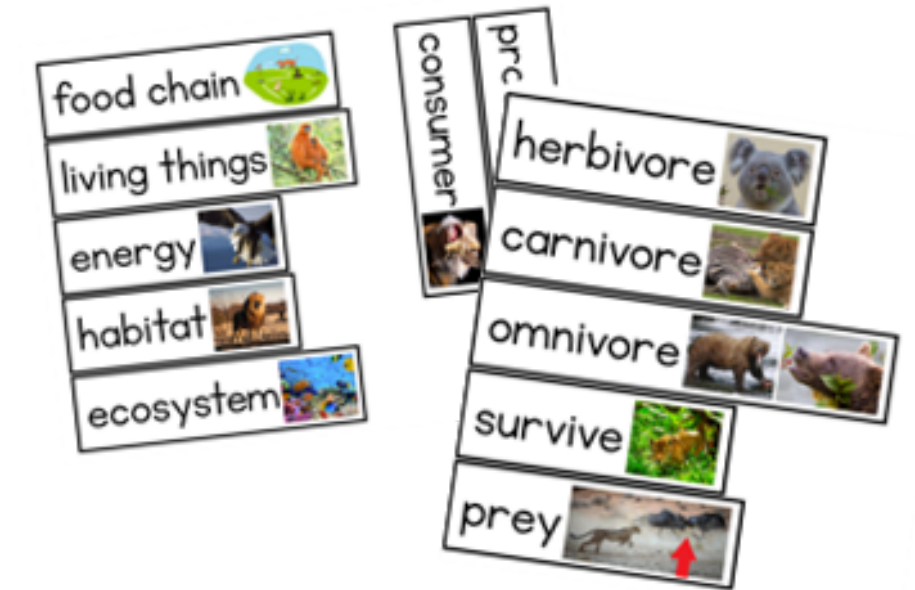 food chain
living things
energy
habitat
ecosystem
consumer
herbivore
carnivore
omnivore
survive
prey